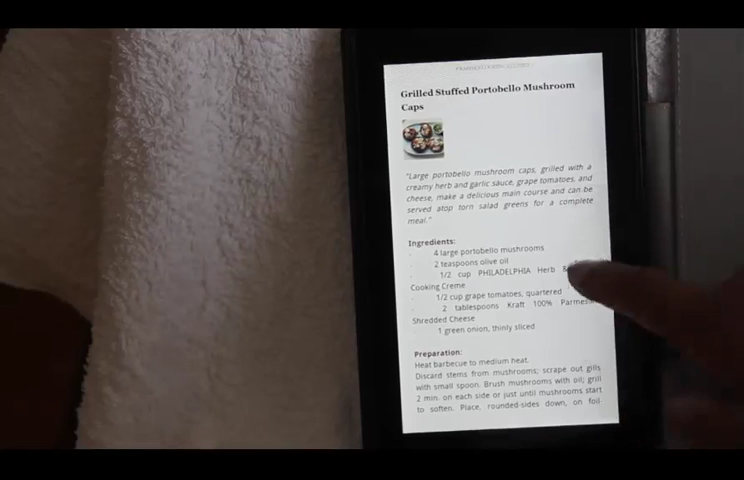 Grilled Stuffed Portobello Mushroom
Caps
"Large portobello mushroom caps, grilled with a
creamy herb and garlic sauce, grape tomatoes, and
cheese, make a delicious main course and can be
served atop torn salad greens for a complete
meal."
Ingredients:
· 4 large portobello mushrooms
· 2 teaspoons olive oil
· 1/2 cup PHILADELPHIA Herb &
Cooking Creme
· 1/2 cup grape tomatoes, quartered
· 2 tablespoons Kraft 100%
Shredded Cheese
1 green onion, thinly sliced
Preparation:
Heat barbecue to medium heat.
Discard stems from mushrooms; scrape out gills
with small spoon. Brush mushrooms with oil; grill
2 min. on each side or just until mushrooms start
to soften. Place, rounded-sides down, on foil-